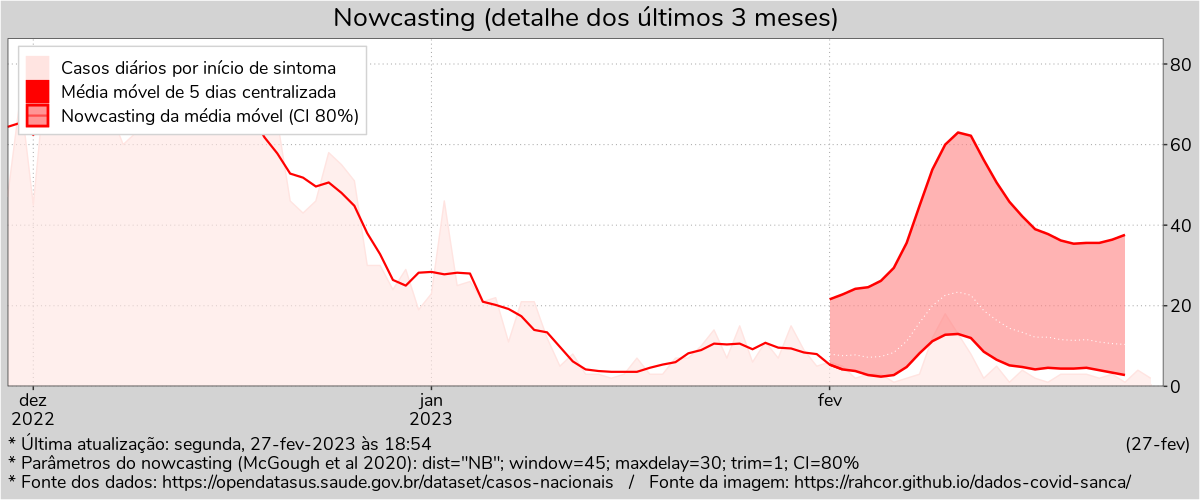 Nowcasting (detalhe dos últimos 3 meses)
Casos diários por início de sintoma
Média móvel de 5 dias centralizada
Nowcasting da média móvel (CI 80%)
80
60
40
20
0
dez
2022
jan
2023
fev
* Última atualização: segunda, 27-fev-2023 às 18:54
(27-fev)
* Parâmetros do nowcasting (McGough et al 2020): dist="NB"; window=45; maxdelay=30; trim=1; CI=80%
* Fonte dos dados: https://opendatasus.saude.gov.br/dataset/casos-nacionais / Fonte da imagem: https://rahcor.github.io/dados-covid-sanca/